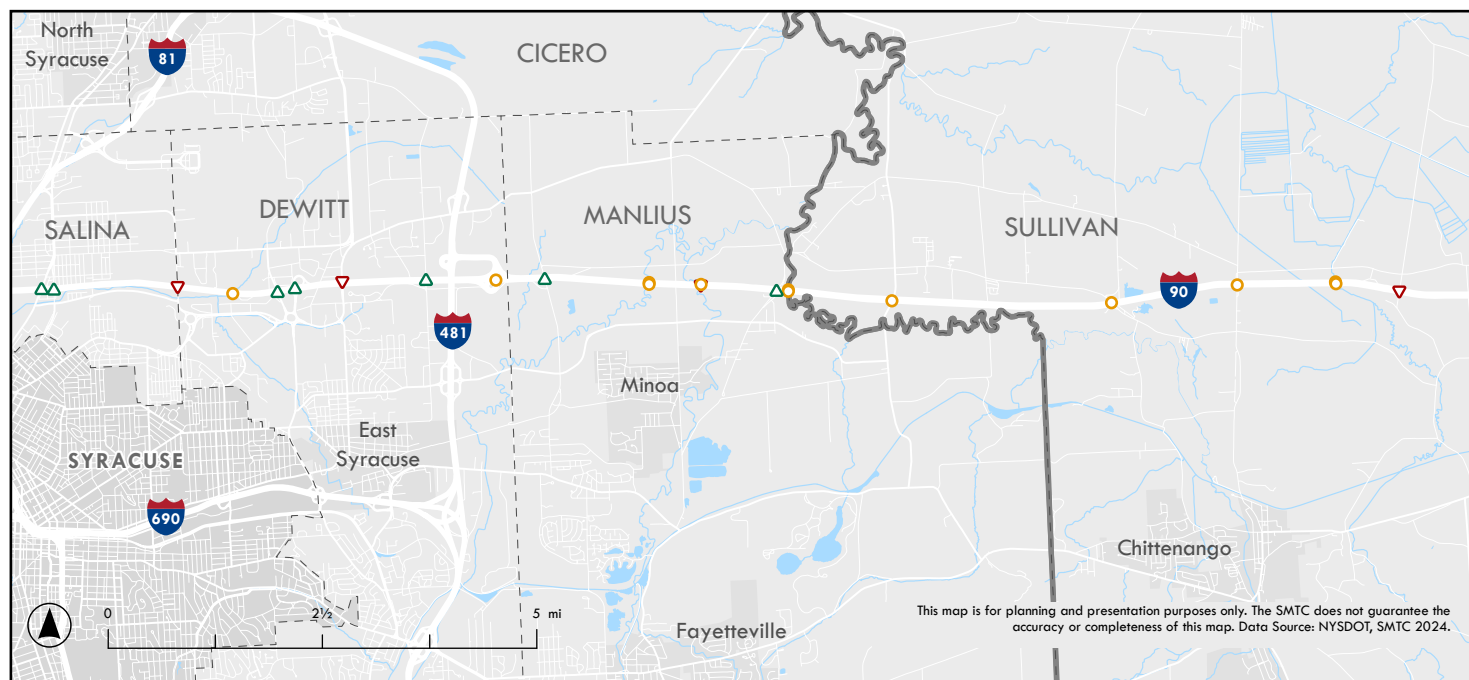 North
Syracuse
81
CICERO
DEWITT
MANLIUS
SALINA
SULLIVAN
90
481
Minoa
East
Syracuse
SYRACUSE
690
Chittenango
0 2½ 5 mi
Fayetteville
This map is for planning and presentation purposes only. The SMTC does not guarantee the
accuracy or completeness of this map. Data Source: NYSDOT, SMTC 2024.